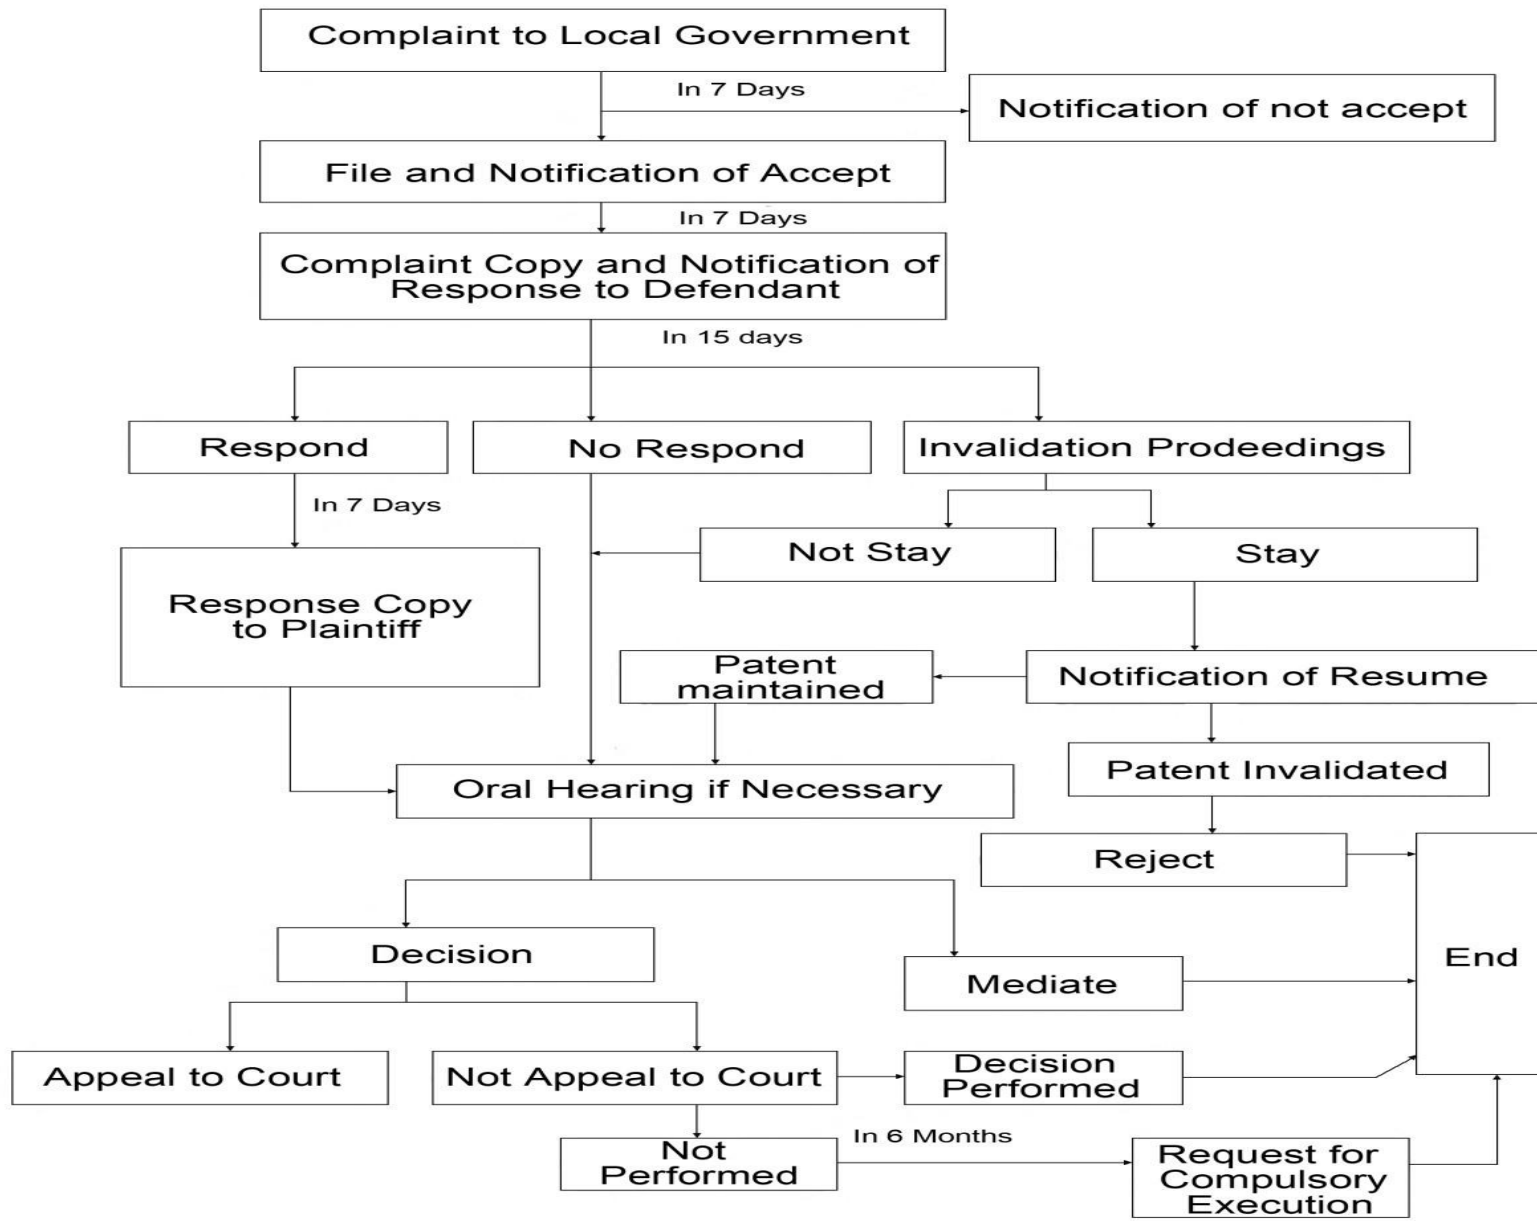 Complaint to Local Government
In 7 Days
Notification of not accept
File and Notification of Accept
In 7 Days
Complaint Copy and Notification of
Response to Defendant
In 15 days
Respond
No Respond
Invalidation Prodeedings
In 7 Days
Not Stay
Stay
Response Copy
to Plaintiff
Patent
maintained
Notification of Resume
Patent Invalidated
Oral Hearing if Necessary
Reject
Decision
End
Mediate
Appeal to Court
Not Appeal to Court
Decision
Performed
Not
Performed
In 6 Months
Request for
Compulsory
Execution